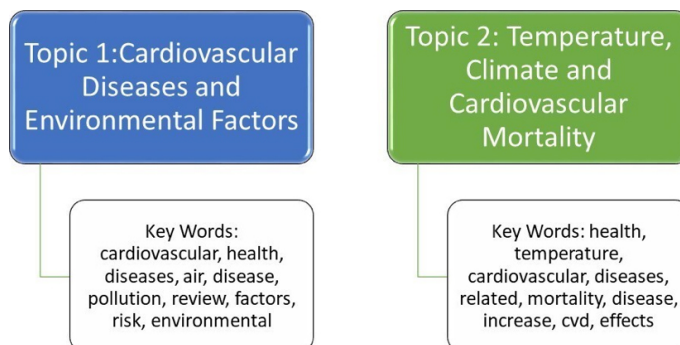 Topic 1:Cardiovascular
Diseases and
Environmental Factors
Key Words:
cardiovascular, health,
diseases, air, disease,
pollution, review, factors,
risk, environmental
Topic 2: Temperature,
Climate and
Cardiovascular
Mortality
Key Words: health,
temperature,
cardiovascular, diseases,
related, mortality, disease,
increase, cvd, effects